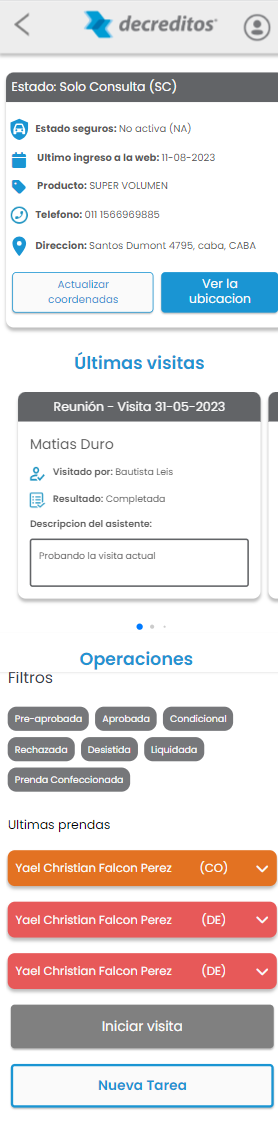 decreditos
Estado: Solo Consulta (SC)
Estado seguros: No activa (NA)
Ultimo ingreso a la web: 11-08-2023
Producto: SUPER VOLUMEN
Telefono: 011 1566969885
Direccion: Santos Dumont 4795, caba, CABA
Actualizar
coordenadas
Ver la
ubicacion
Últimas visitas
Reunión - Visita 31-05-2023
Matias Duro
Visitado por: Bautista Leis
Resultado: Completada
Descripcion del asistente:
Probando la visita actual
Operaciones
Filtros
Pre-aprobada Aprobada Condicional
Rechazada Desistida Liquidada
Prenda Confeccionada
Ultimas prendas
Yael Christian Falcon Perez (CO)
Yael Christian Falcon Perez (DE)
Yael Christian Falcon Perez (DE)
Iniciar visita
Nueva Tarea